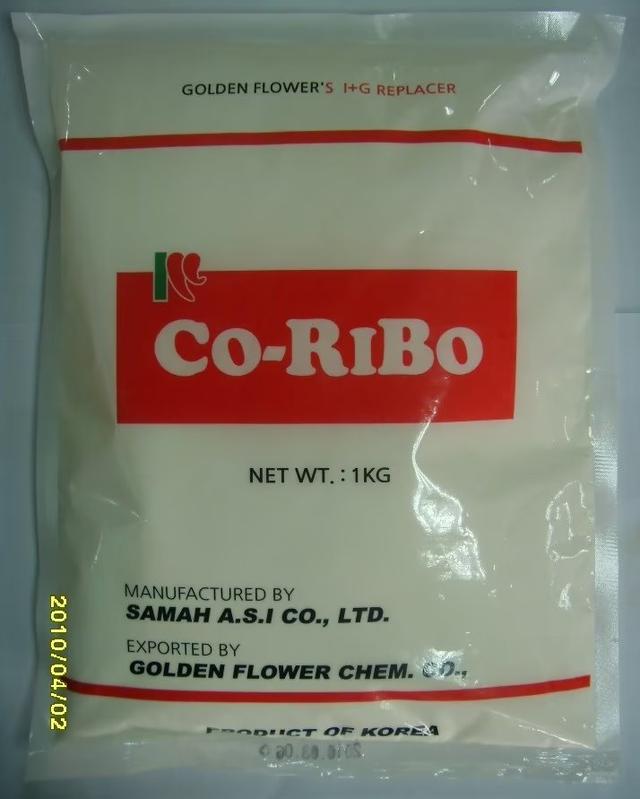 GOLDEN FLOWER'S I+G REPLACER
CO-RIBO
NET WT. : 1KG
MANUFACTURED BY
SAMAH A.S.I CO., LTD.
EXPORTED BY
GOLDEN FLOWER CHEM. CO.,
PRODUCT OF KOREA
2010/04/02